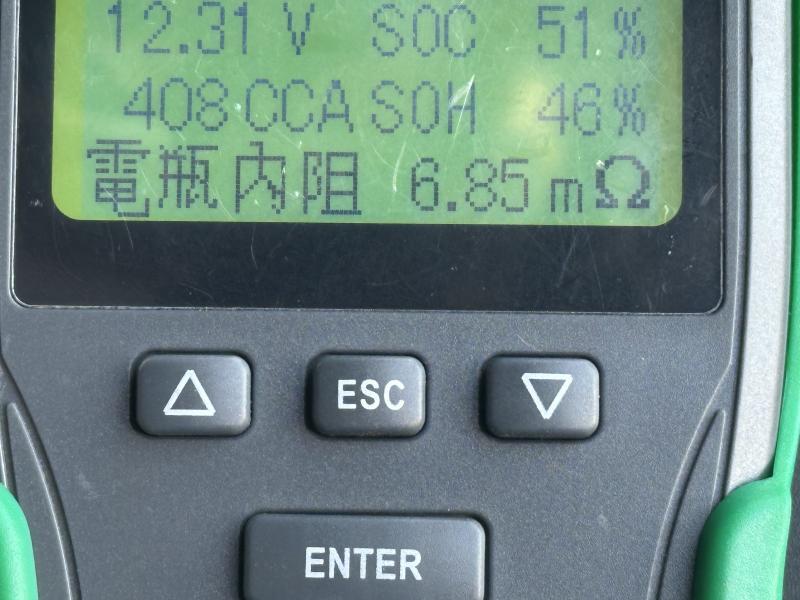 12.31 V SOC 51%
408 CCA SOH 46%
電瓶內阻 6.85 mΩ
ESC
ENTER